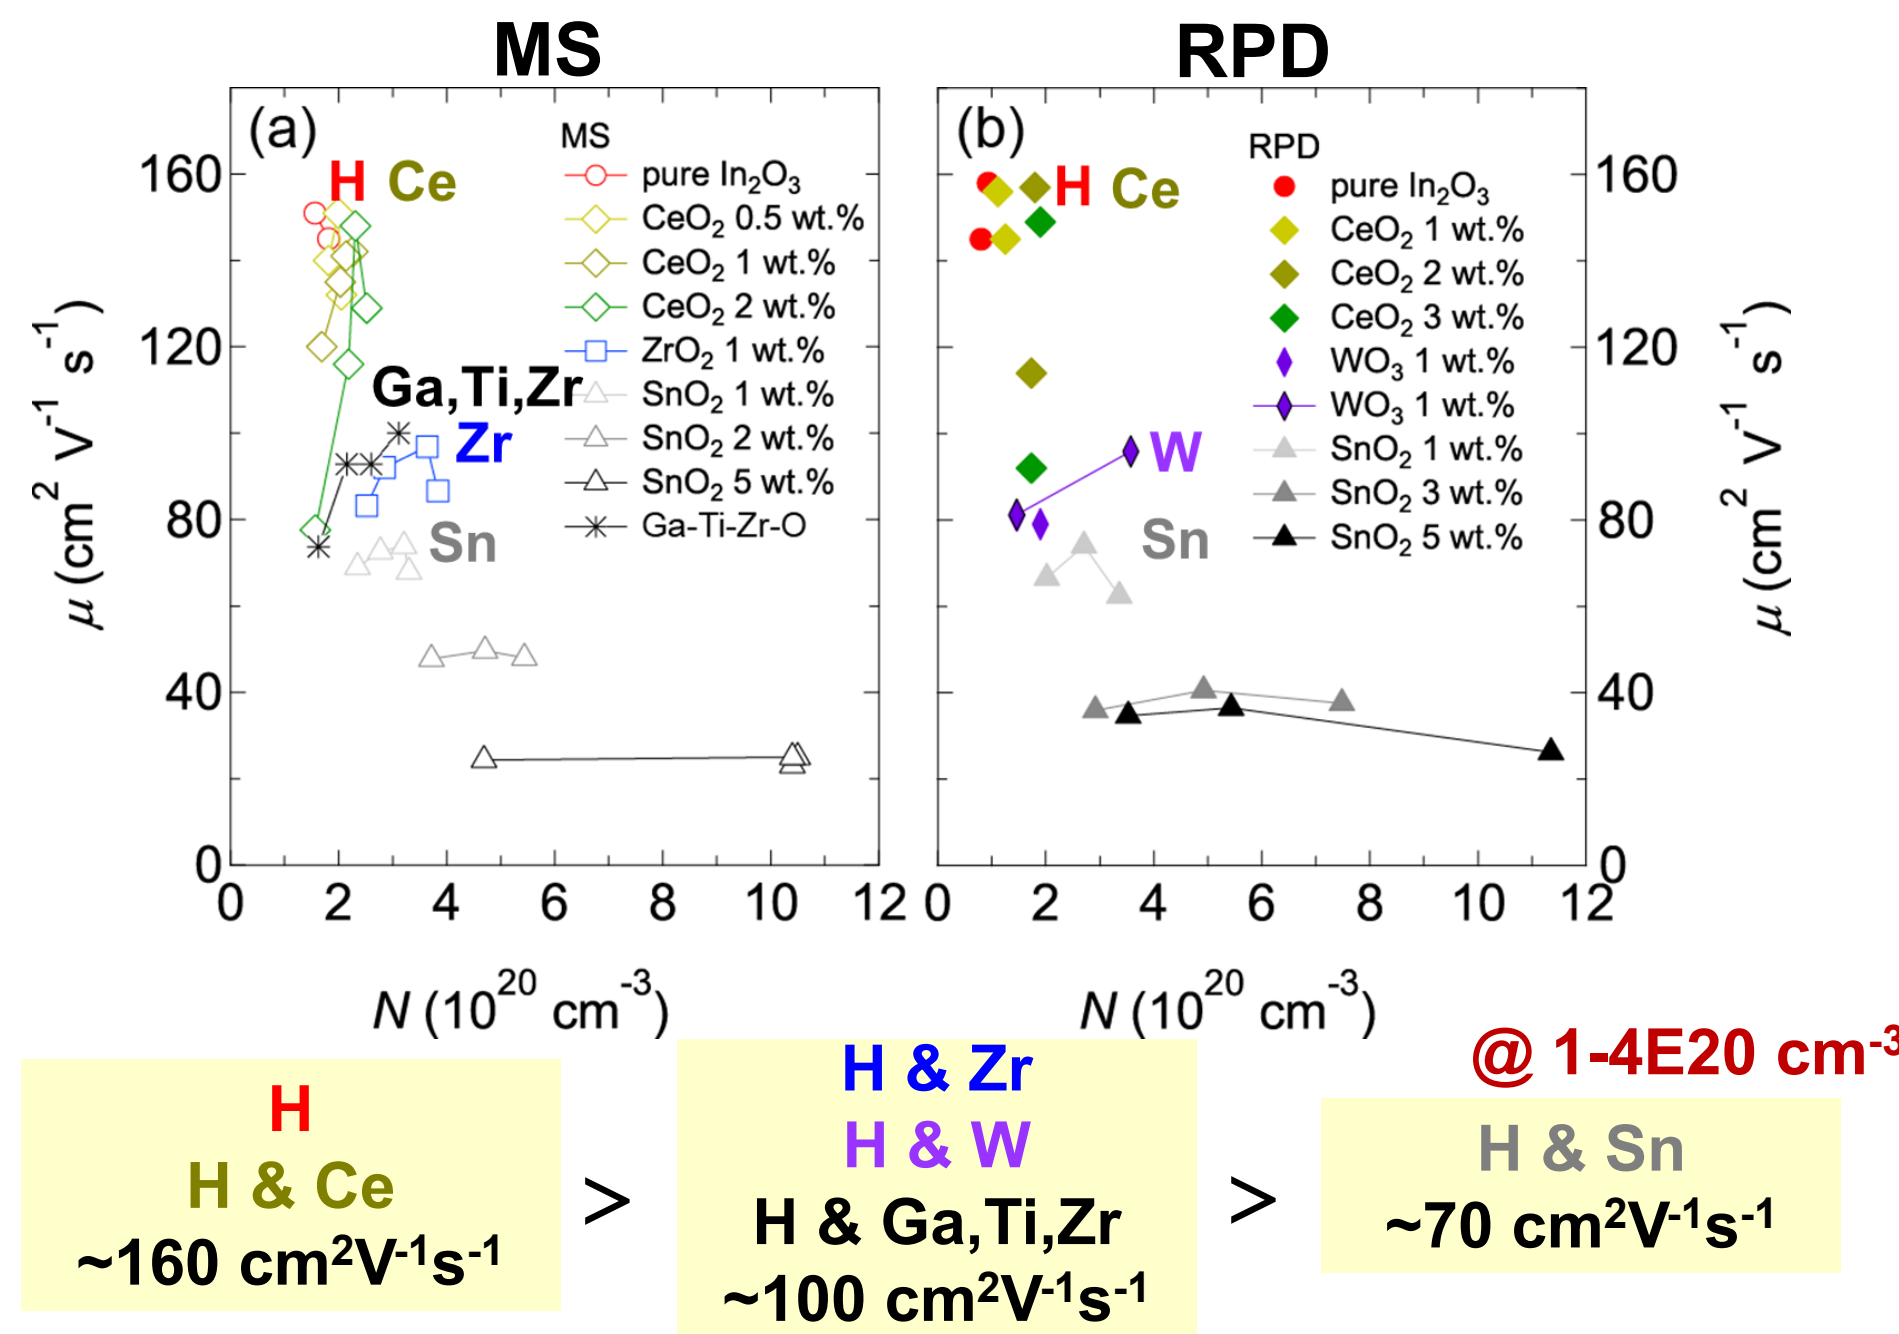 MS
RPD
(a)
MS
pure In₂O₃
CeO₂ 0.5 wt.%
CeO₂ 1 wt.%
CeO₂ 2 wt.%
ZrO₂ 1 wt.%
SnO₂ 1 wt.%
SnO₂ 2 wt.%
SnO₂ 5 wt.%
Ga-Ti-Zr-O
H Ce
Ga,Ti,Zr
Zr
Sn
160
120
80
40
0
μ (cm² V⁻¹ s⁻¹)
0 2 4 6 8 10 12
N (10²⁰ cm⁻³)
(b)
RPD
pure In₂O₃
CeO₂ 1 wt.%
CeO₂ 2 wt.%
CeO₂ 3 wt.%
WO₃ 1 wt.%
WO₃ 1 wt.%
SnO₂ 1 wt.%
SnO₂ 3 wt.%
SnO₂ 5 wt.%
H Ce
W
Sn
160
120
80
40
0
μ (cm² V⁻¹ s⁻¹)
0 2 4 6 8 10 12
N (10²⁰ cm⁻³)
@ 1-4E20 cm⁻³
H
H & Ce
~160 cm²V⁻¹s⁻¹
>
H & Zr
H & W
H & Ga,Ti,Zr
~100 cm²V⁻¹s⁻¹
>
H & Sn
~70 cm²V⁻¹s⁻¹